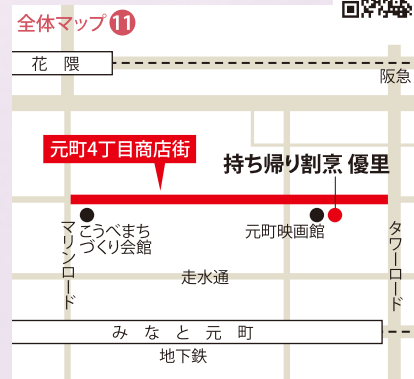 全体マップ11
花隈
阪急
元町4丁目商店街
持ち帰り割烹 優里
こうべまち
づくり会館
元町映画館
マリンロード
タワーロード
走水通
みなと元町
地下鉄